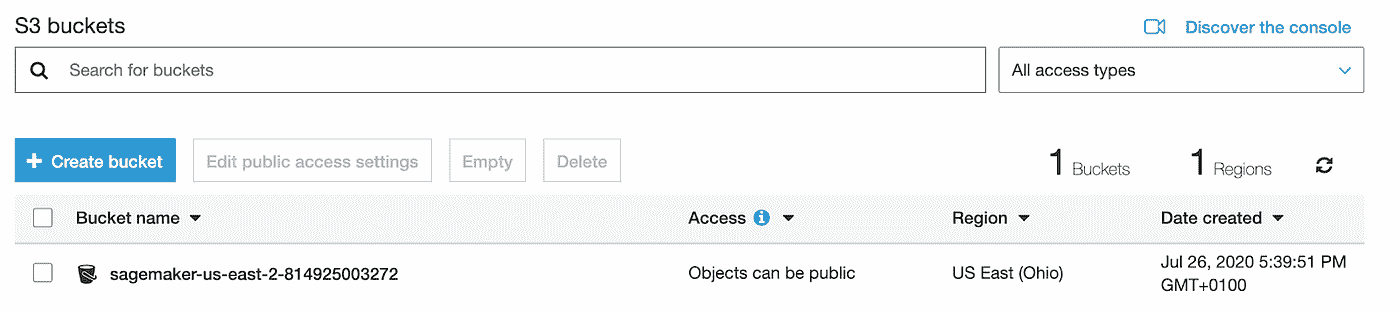 S3 buckets
Discover the console
Search for buckets
All access types
+ Create bucket
Edit public access settings
Empty
Delete
1 Buckets
1 Regions
Bucket name
Access
Region
Date created
sagemaker-us-east-2-814925003272
Objects can be public
US East (Ohio)
Jul 26, 2020 5:39:51 PM
GMT+0100